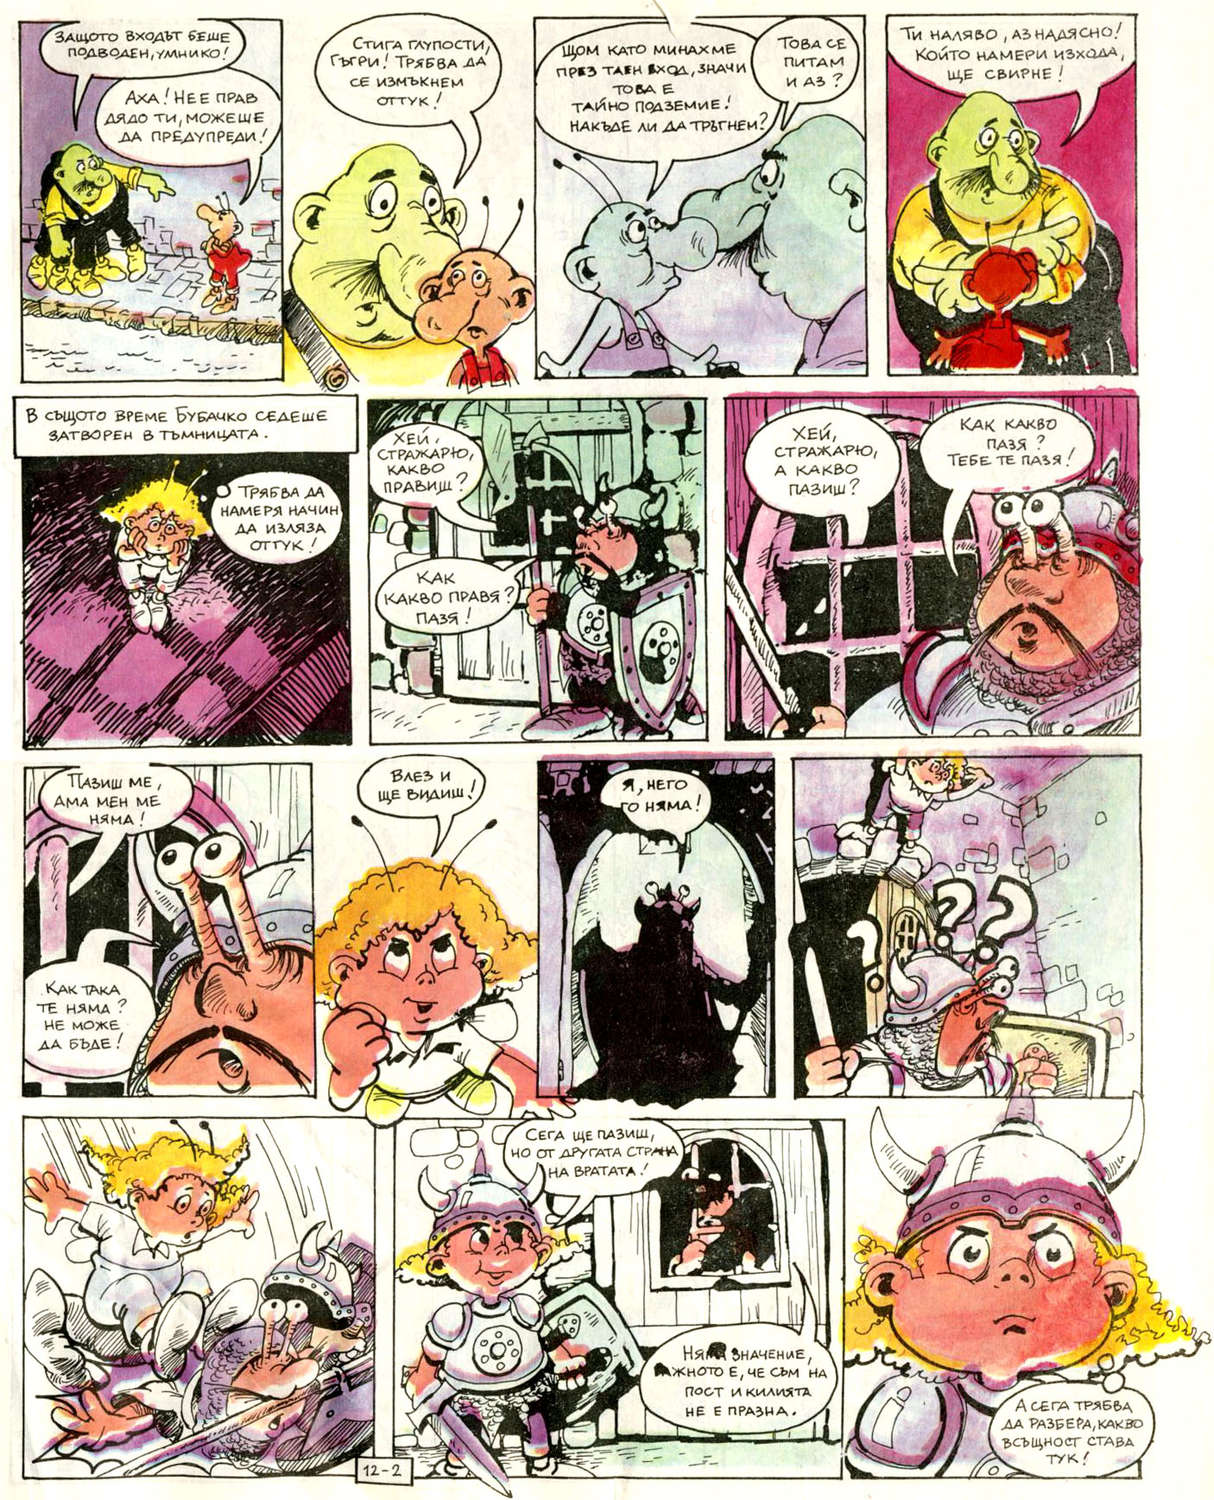 ЗАЩОТО ВХОДЪТ БЕШЕ
ПОДВОДЕН, УМНИКО!
АХА! НЕ Е ПРАВ
ДЯДО ТИ, МОЖЕШЕ
ДА ПРЕДУПРЕДИ!
СТИГА ГЛУПОСТИ,
ГЪГРИ! ТРЯБВА ДА
СЕ ИЗМЪКНЕМ
ОТТУК!
ЩОМ КАТО МИНАХМЕ
ПРЕЗ ТАЕН ВХОД, ЗНАЧИ
ТОВА Е
ТАЙНО ПОДЗЕМИЕ!
НАКЪДЕ ЛИ ДА ТРЪГНЕМ?
ТОВА СЕ
ПИТАМ
И АЗ?
ТИ НАЛЯВО, АЗ НАДЯСНО!
КОЙТО НАМЕРИ ИЗХОДА,
ЩЕ СВИРНЕ!
В СЪЩОТО ВРЕМЕ БУБАЧКО СЕДЕШЕ
ЗАТВОРЕН В ТЪМНИЦАТА.
ТРЯБВА ДА
НАМЕРЯ НАЧИН
ДА ИЗЛЯЗА
ОТТУК!
ХЕЙ,
СТРАЖАРЮ,
КАКВО
ПРАВИШ?
КАК
КАКВО ПРАВЯ?
ПАЗЯ!
ХЕЙ,
СТРАЖАРЮ,
А КАКВО
ПАЗИШ?
КАК КАКВО
ПАЗЯ?
ТЕБЕ ТЕ ПАЗЯ!
ПАЗИШ МЕ,
АМА МЕН МЕ
НЯМА!
КАК ТАКА
ТЕ НЯМА?
НЕ МОЖЕ
ДА БЪДЕ!
ВЛЕЗ И
ЩЕ ВИДИШ!
Я, НЕГО
ГО НЯМА!
? ? ?
СЕГА ЩЕ ПАЗИШ,
НО ОТ ДРУГАТА СТРАНА
НА ВРАТАТА!
НЯМА ЗНАЧЕНИЕ,
ВАЖНОТО Е, ЧЕ СЪМ НА
ПОСТ И КИЛИЯТА
НЕ Е ПРАЗНА.
А СЕГА ТРЯБВА
ДА РАЗБЕРА, КАКВО
ВСЪЩНОСТ СТАВА
ТУК!
12-2